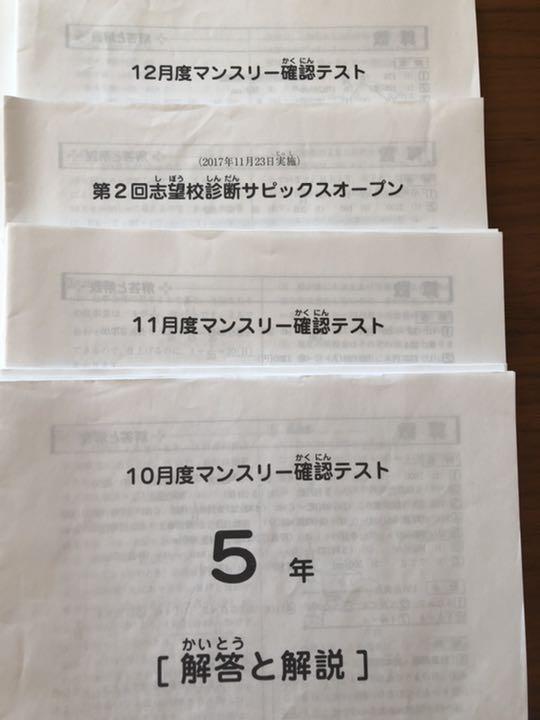 12月度マンスリー確認テスト
(2017年11月23日実施)
第2回志望校診断サピックスオープン
11月度マンスリー確認テスト
10月度マンスリー確認テスト
5年
[解答と解説]